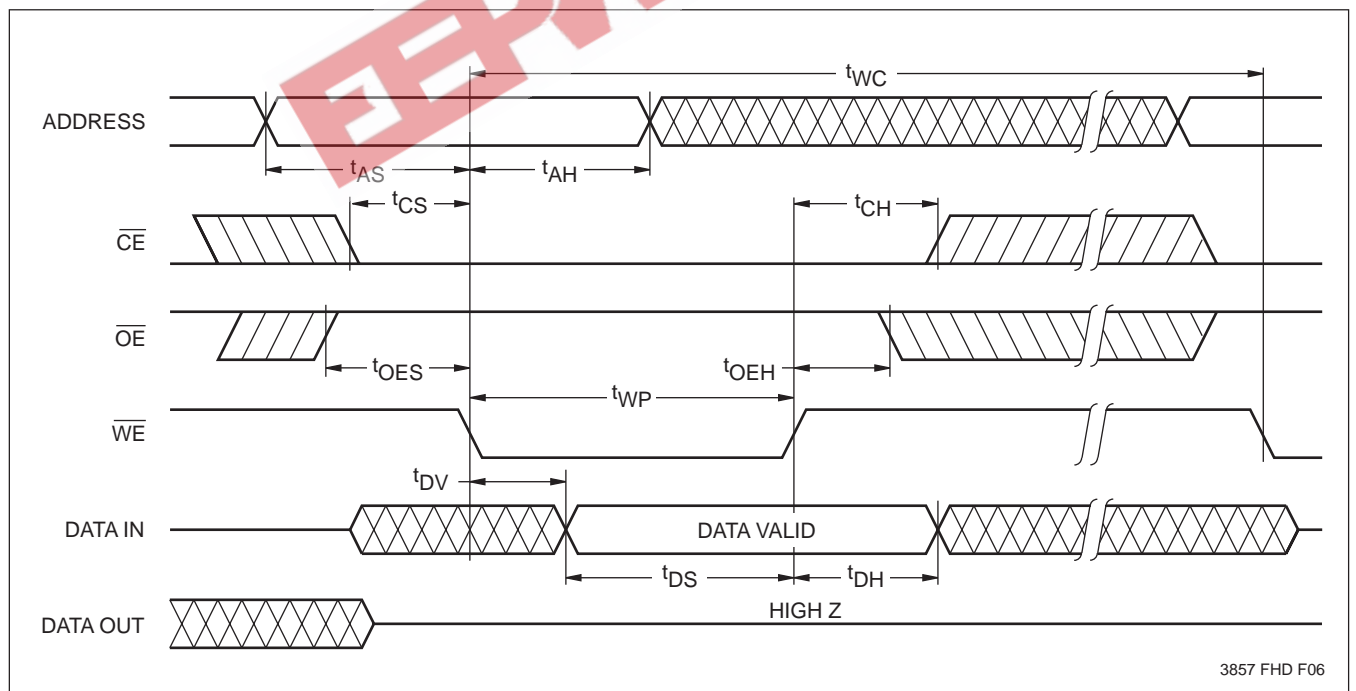 tWC
ADDRESS
tAS
tAH
tCS
tCH
CE
OE
tOES
tOEH
tWP
WE
tDV
DATA IN
DATA VALID
tDS
tDH
HIGH Z
DATA OUT
3857 FHD F06